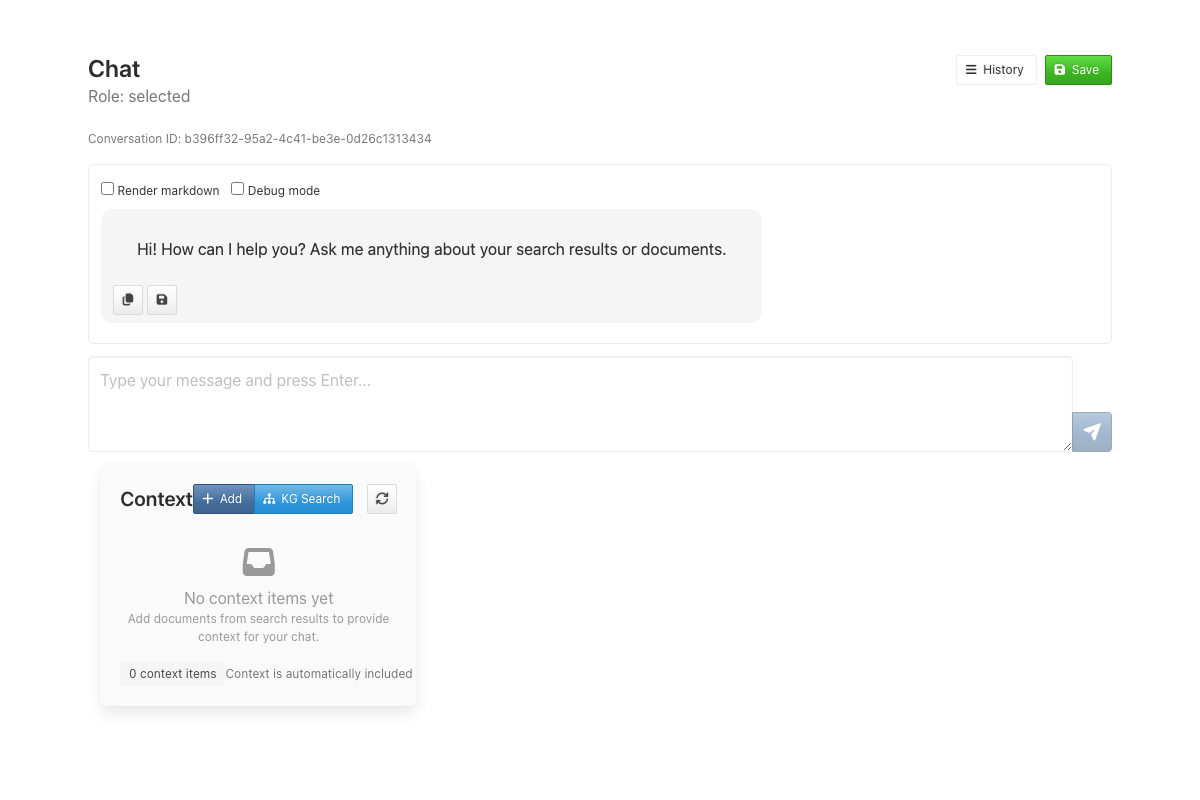 Chat
History
Save
Role: selected
Conversation ID: b396ff32-95a2-4c41-be3e-0d26c1313434
Render markdown
Debug mode
Hi! How can I help you? Ask me anything about your search results or documents.
Type your message and press Enter...
Context
Add
KG Search
No context items yet
Add documents from search results to provide
context for your chat.
0 context items
Context is automatically included